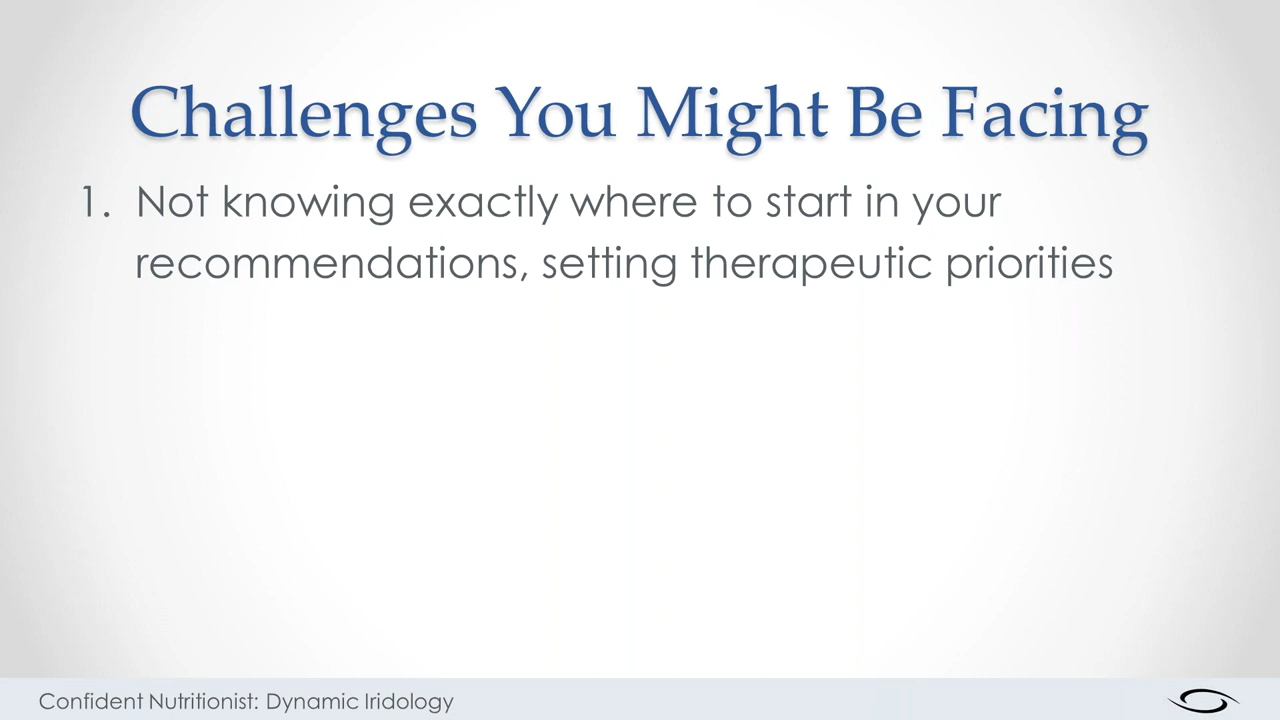 Challenges You Might Be Facing
1. Not knowing exactly where to start in your
recommendations, setting therapeutic priorities
Confident Nutritionist: Dynamic Iridology